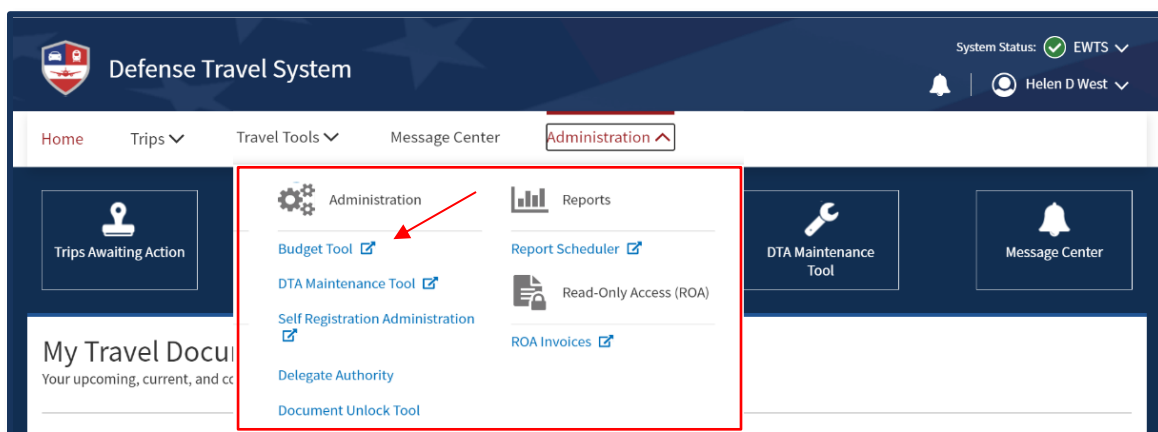 Defense Travel System
System Status: EWTS
Helen D West
Home Trips Travel Tools Message Center Administration
Trips Awaiting Action
Administration
Budget Tool
DTA Maintenance Tool
Self Registration Administration
Delegate Authority
Document Unlock Tool
Reports
Report Scheduler
Read-Only Access (ROA)
ROA Invoices
DTA Maintenance
Tool
Message Center
My Travel Docu
Your upcoming, current, and co